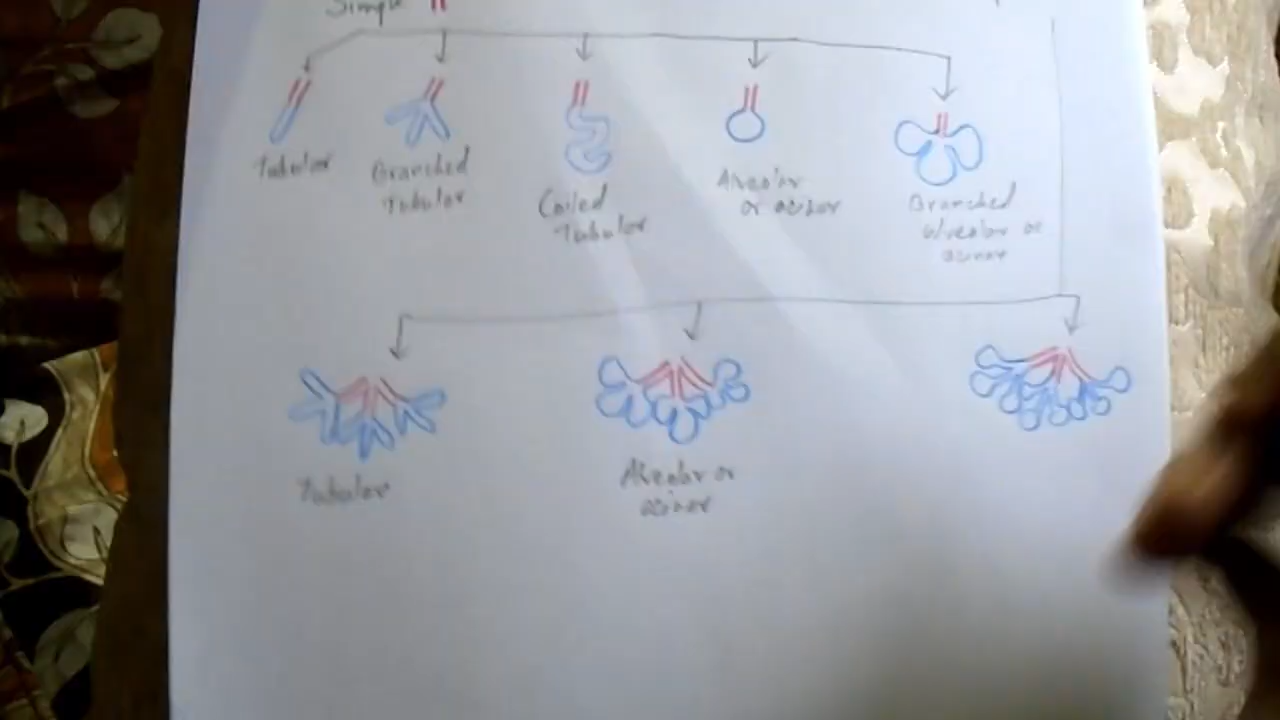 Simple
Tubular
Branched
Tubular
Coiled
Tubular
Alveolar
or acinar
Branched
alveolar or
acinar
Tubular
Alveolar or
acinar